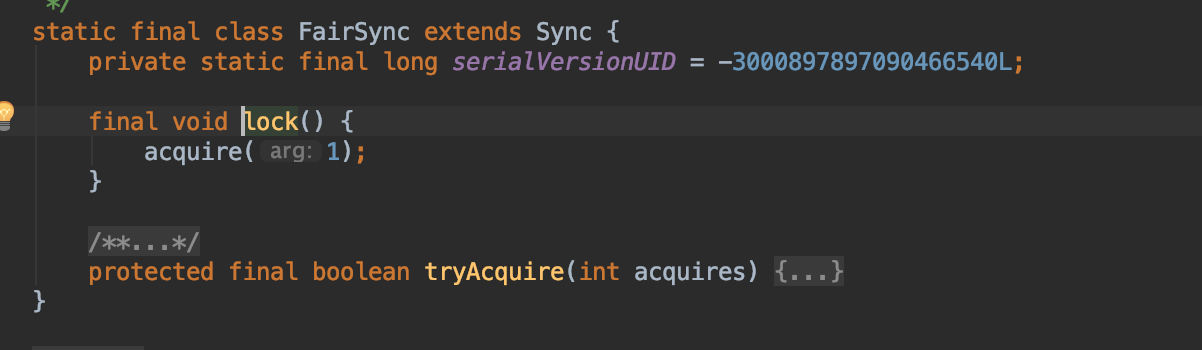 */
static final class FairSync extends Sync {
private static final long serialVersionUID = -3000897897090466540L;
final void lock() {
acquire( arg: 1);
}
/**...*/
protected final boolean tryAcquire(int acquires) {...}
}